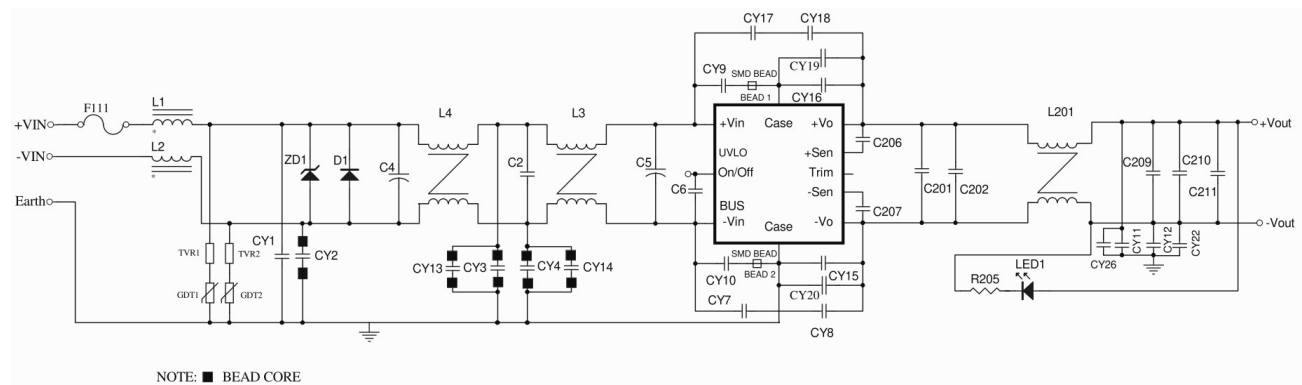 CY17 CY18
CY19
CY9 SMD BEAD
BEAD 1 CY16
F111 L1 L4 L3 L201
+VIN +Vin Case +Vo +Vout
-VIN L2 UVLO +Sen C206
ZD1 D1 C4 C2 C5 C6 On/Off Trim C201 C202 C209 C210 C211
Earth BUS -Sen
-Vin Case -Vo C207 -Vout
TVR1 TVR2 CY1 CY2 CY13 CY3 CY4 CY14
SMD BEAD
BEAD 2
CY10 CY15
CY20
CY26 CY11 CY12 CY22
GDT1 GDT2
CY7 CY8
R205 LED1
NOTE: ■ BEAD CORE